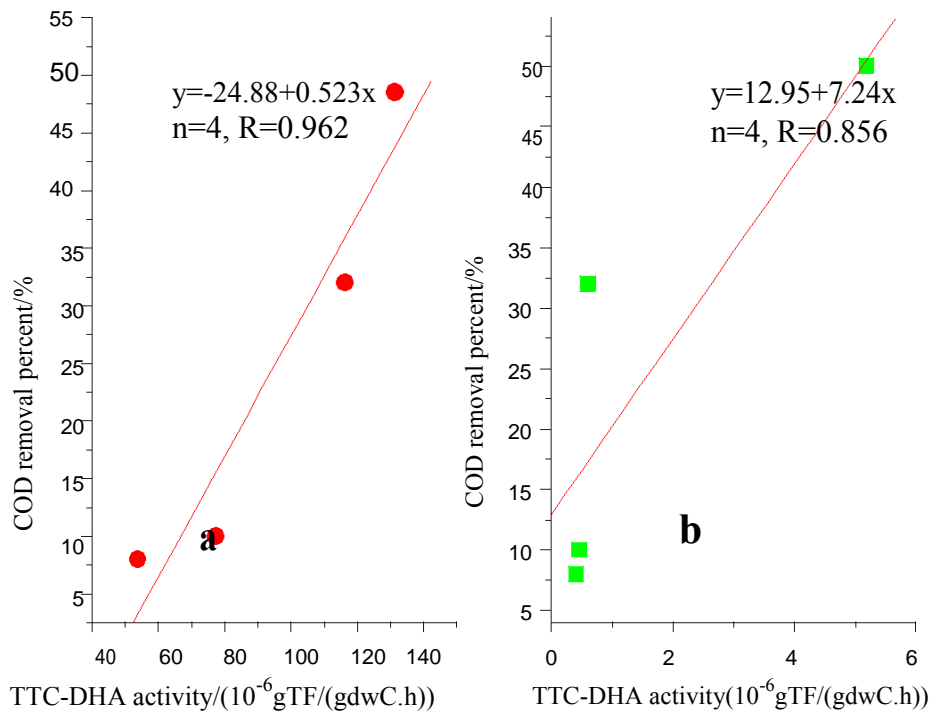 55
50
45
40
35
30
25
20
15
10
5
COD removal percent/%
y=-24.88+0.523x
n=4, R=0.962
a
40 60 80 100 120 140
TTC-DHA activity/(10⁻⁶gTF/(gdwC.h))
50
45
40
35
30
25
20
15
10
5
COD removal percent/%
y=12.95+7.24x
n=4, R=0.856
b
0 2 4 6
TTC-DHA activity(10⁻⁶gTF/(gdwC.h))